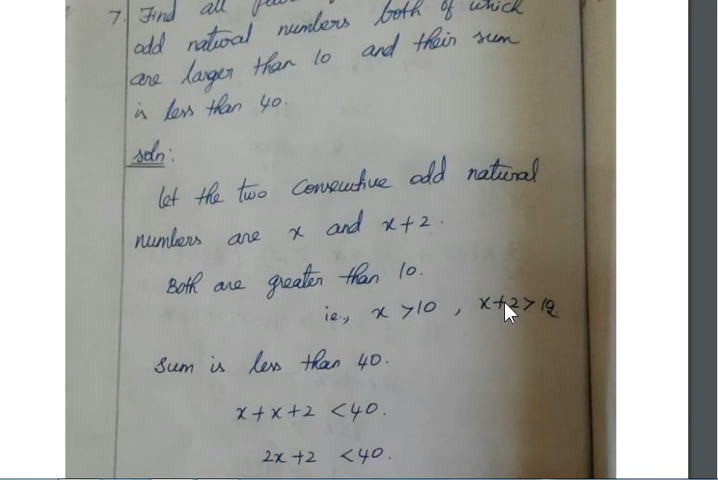 7. Find all
odd natural numbers both of which
are larger than 10 and their sum
is less than 40.
soln:
Let the two consecutive odd natural
numbers are x and x+2.
Both are greater than 10.
ie., x >10 , x+2>
Sum is less than 40.
x+x+2 <40.
2x+2 <40.